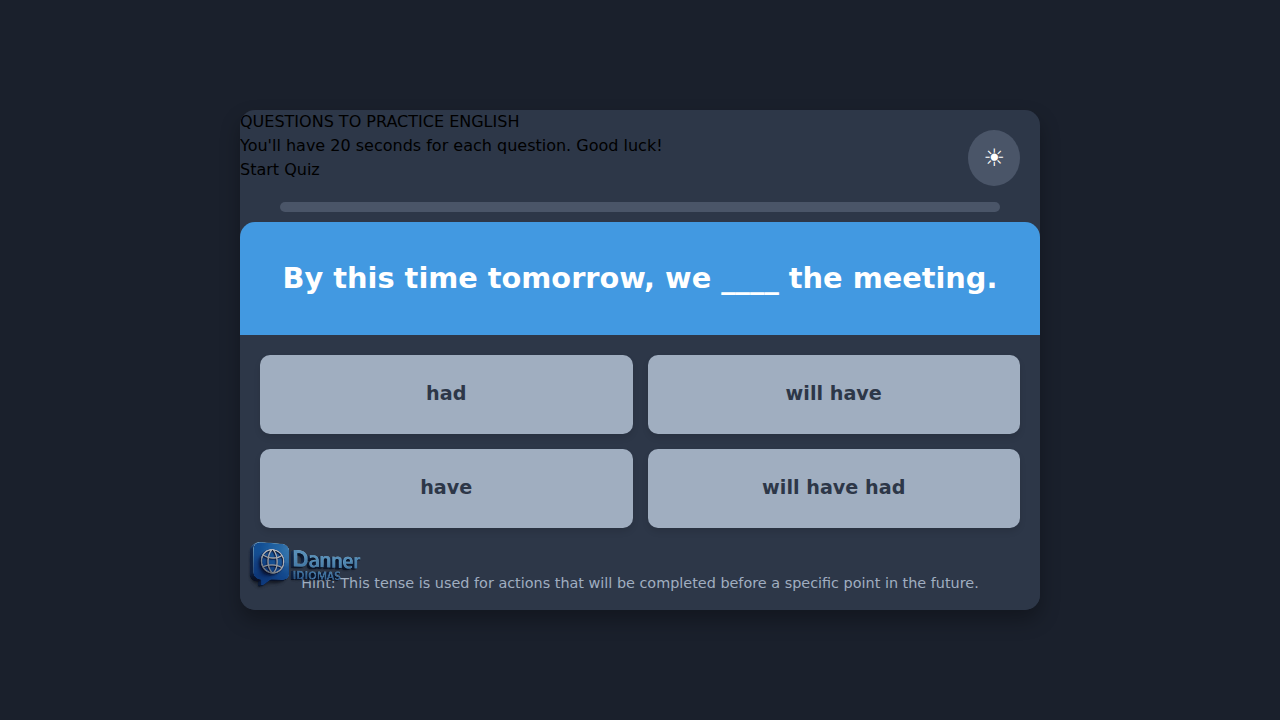 QUESTIONS TO PRACTICE ENGLISH
You'll have 20 seconds for each question. Good luck!
Start Quiz
By this time tomorrow, we ____ the meeting.
had
will have
have
will have had
Danner
IDIOMAS
Hint: This tense is used for actions that will be completed before a specific point in the future.